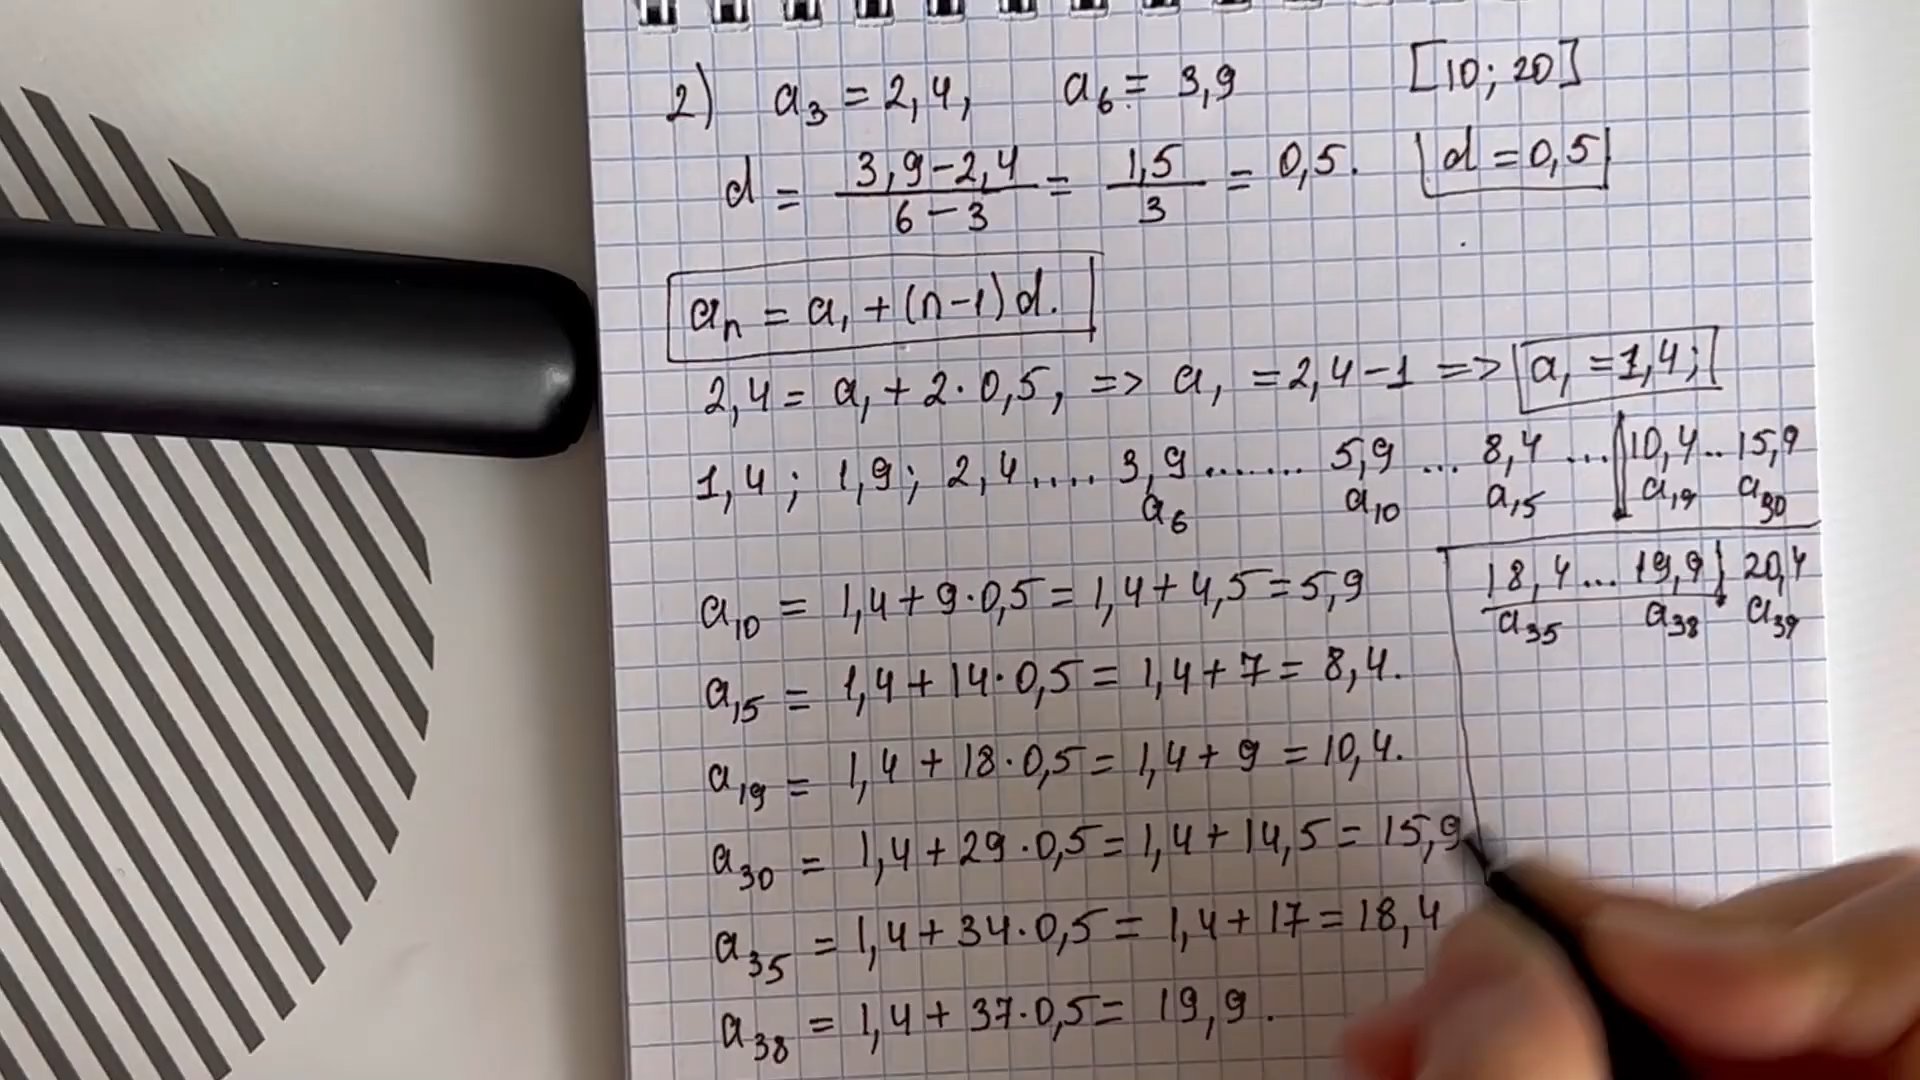 2) a₃ = 2,4, a₆ = 3,9 [10; 20]
d = (3,9-2,4)/(6-3) = 1,5/3 = 0,5. d = 0,5
aₙ = a₁ + (n-1)d.
2,4 = a₁ + 2·0,5, => a₁ = 2,4-1 => a₁ = 1,4;
1,4; 1,9; 2,4.... 3,9....... 5,9 ... 8,4 ... 10,4.. 15,9
a₆ a₁₀ a₁₅ a₁₉ a₃₀
18,4... 19,9; 20,4
a₃₅ a₃₈ a₃₉
a₁₀ = 1,4+9·0,5 = 1,4+4,5 = 5,9
a₁₅ = 1,4+14·0,5 = 1,4+7 = 8,4.
a₁₉ = 1,4+18·0,5 = 1,4+9 = 10,4.
a₃₀ = 1,4+29·0,5 = 1,4+14,5 = 15,9
a₃₅ = 1,4+34·0,5 = 1,4+17 = 18,4
a₃₈ = 1,4+37·0,5 = 19,9.